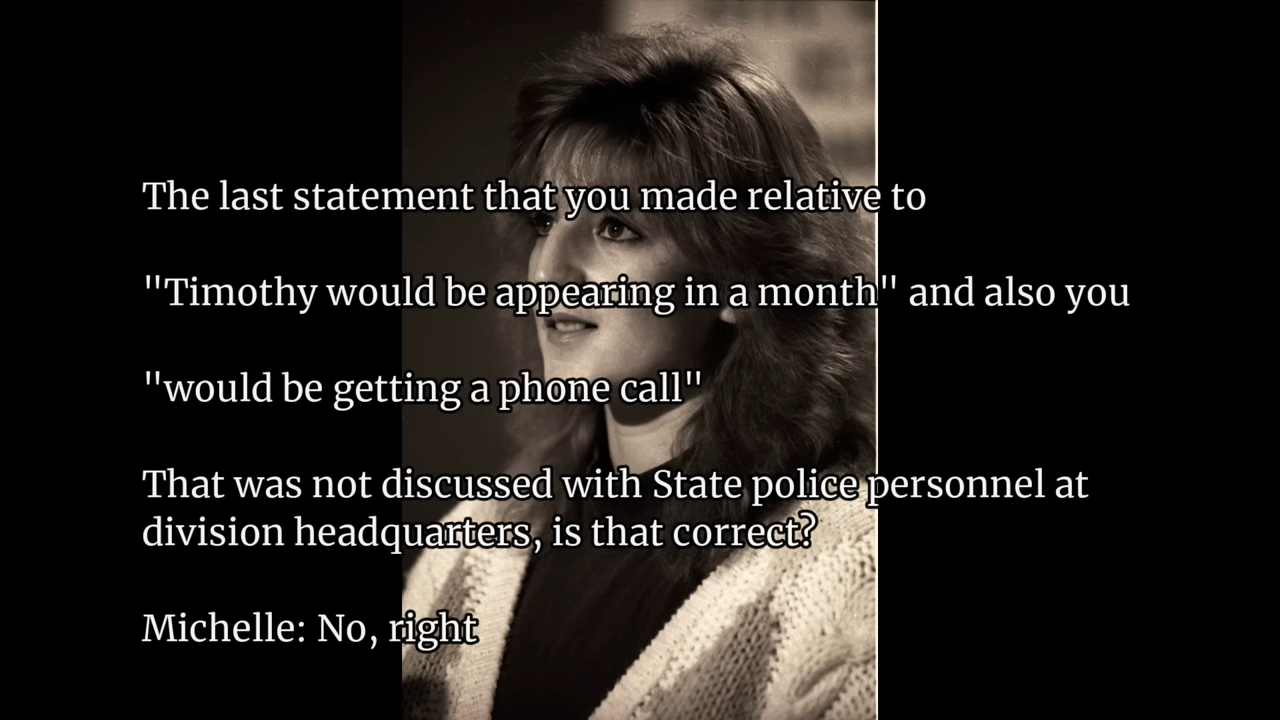 The last statement that you made relative to
"Timothy would be appearing in a month" and also you
"would be getting a phone call"
That was not discussed with State police personnel at
division headquarters, is that correct?
Michelle: No, right